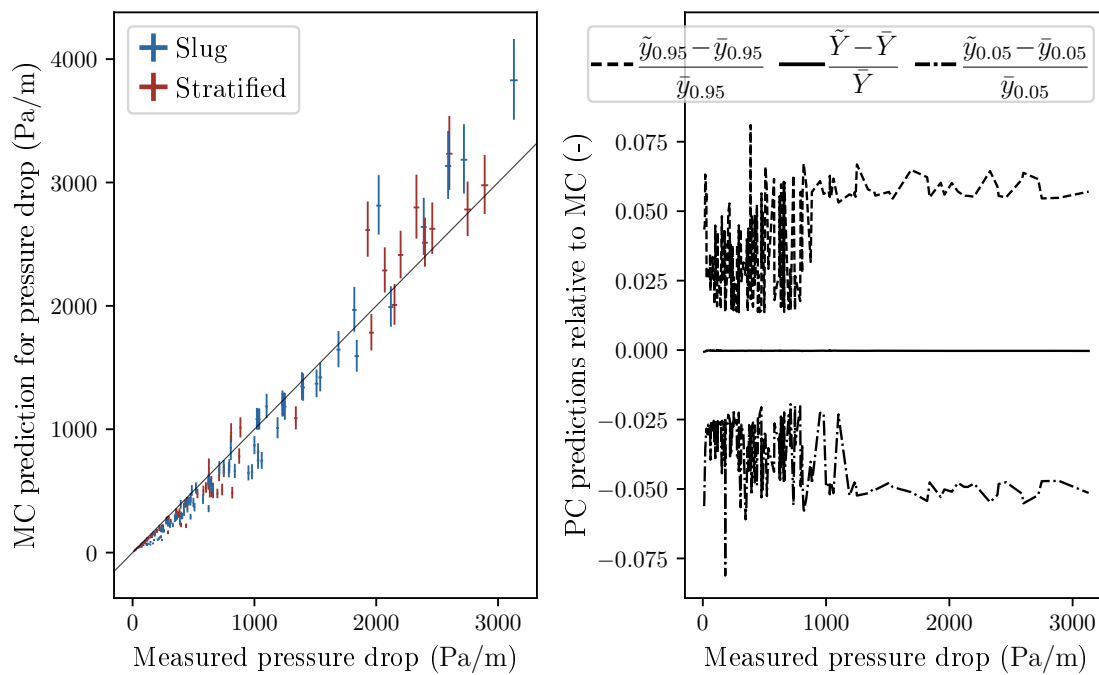 MC prediction for pressure drop (Pa/m)
4000
3000
2000
1000
0
Slug
Stratified
0 1000 2000 3000
Measured pressure drop (Pa/m)
PC predictions relative to MC (-)
ỹ0.95−ȳ0.95 / ȳ0.95 Ỹ−Ȳ / Ȳ ỹ0.05−ȳ0.05 / ȳ0.05
0.075
0.050
0.025
0.000
−0.025
−0.050
−0.075
0 1000 2000 3000
Measured pressure drop (Pa/m)